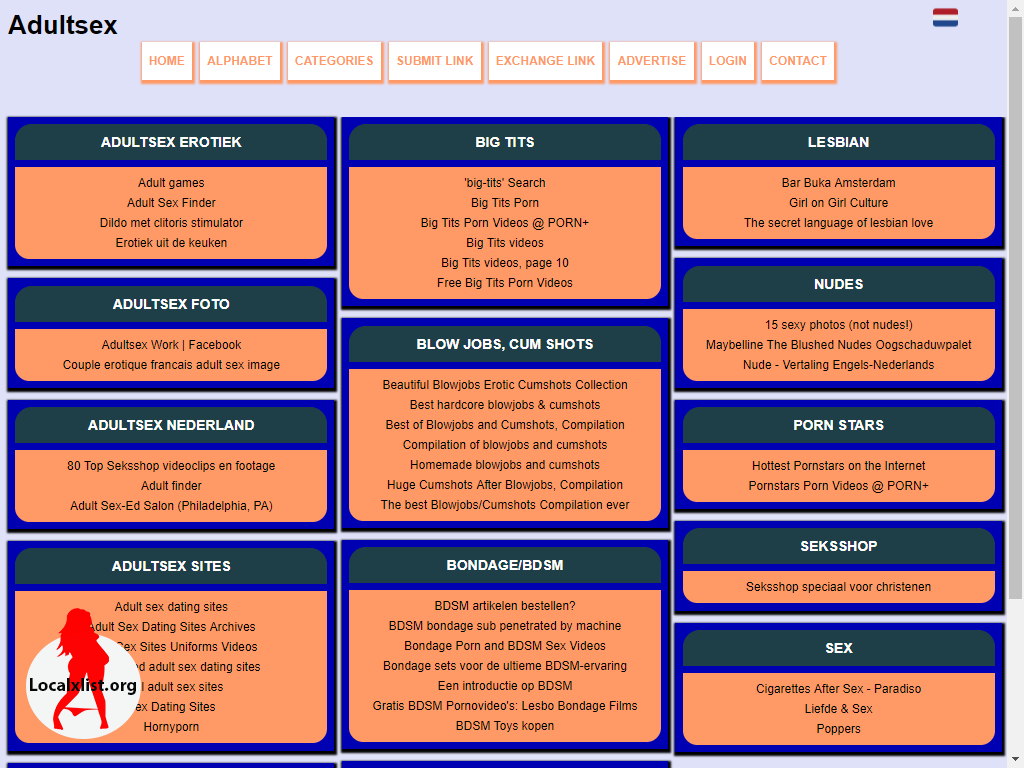 Adultsex
HOME
ALPHABET
CATEGORIES
SUBMIT LINK
EXCHANGE LINK
ADVERTISE
LOGIN
CONTACT
ADULTSEX EROTIEK
Adult games
Adult Sex Finder
Dildo met clitoris stimulator
Erotiek uit de keuken
ADULTSEX FOTO
Adultsex Work | Facebook
Couple erotique francais adult sex image
ADULTSEX NEDERLAND
80 Top Seksshop videoclips en footage
Adult finder
Adult Sex-Ed Salon (Philadelphia, PA)
ADULTSEX SITES
Adult sex dating sites
Adult Sex Dating Sites Archives
Sex Sites Uniforms Videos
adult sex dating sites
adult sex sites
Dating Sites
Hornyporn
Localxlist.org
BIG TITS
'big-tits' Search
Big Tits Porn
Big Tits Porn Videos @ PORN+
Big Tits videos
Big Tits videos, page 10
Free Big Tits Porn Videos
BLOW JOBS, CUM SHOTS
Beautiful Blowjobs Erotic Cumshots Collection
Best hardcore blowjobs & cumshots
Best of Blowjobs and Cumshots, Compilation
Compilation of blowjobs and cumshots
Homemade blowjobs and cumshots
Huge Cumshots After Blowjobs, Compilation
The best Blowjobs/Cumshots Compilation ever
BONDAGE/BDSM
BDSM artikelen bestellen?
BDSM bondage sub penetrated by machine
Bondage Porn and BDSM Sex Videos
Bondage sets voor de ultieme BDSM-ervaring
Een introductie op BDSM
Gratis BDSM Pornovideo's: Lesbo Bondage Films
BDSM Toys kopen
LESBIAN
Bar Buka Amsterdam
Girl on Girl Culture
The secret language of lesbian love
NUDES
15 sexy photos (not nudes!)
Maybelline The Blushed Nudes Oogschaduwpalet
Nude - Vertaling Engels-Nederlands
PORN STARS
Hottest Pornstars on the Internet
Pornstars Porn Videos @ PORN+
SEKSSHOP
Seksshop speciaal voor christenen
SEX
Cigarettes After Sex - Paradiso
Liefde & Sex
Poppers